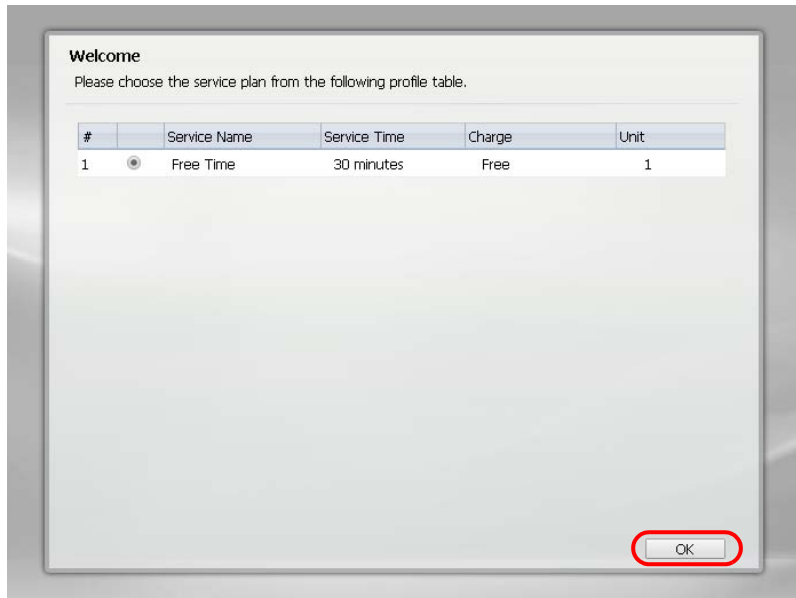 Welcome
Please choose the service plan from the following profile table.
# Service Name Service Time Charge Unit
1 Free Time 30 minutes Free 1
OK